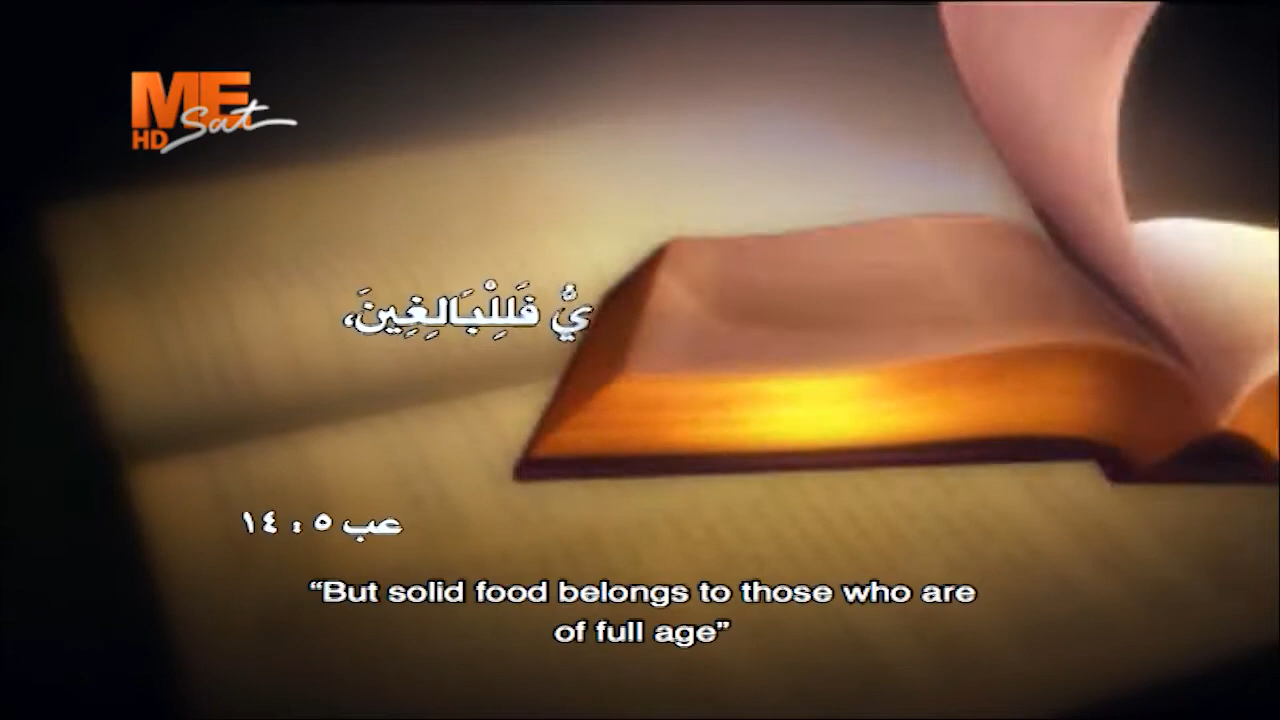 ME
HD Sat
يُّ فَلِلْبَالِغِينَ،
عب ٥ : ١٤
“But solid food belongs to those who are
of full age”